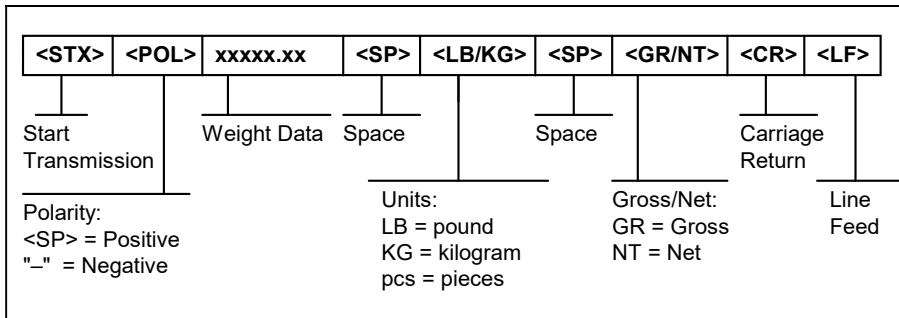 <STX> <POL> xxxxx.xx <SP> <LB/KG> <SP> <GR/NT> <CR> <LF>
Start
Transmission
Weight Data
Space
Space
Carriage
Return
Polarity:
<SP> = Positive
"–" = Negative
Units:
LB = pound
KG = kilogram
pcs = pieces
Gross/Net:
GR = Gross
NT = Net
Line
Feed